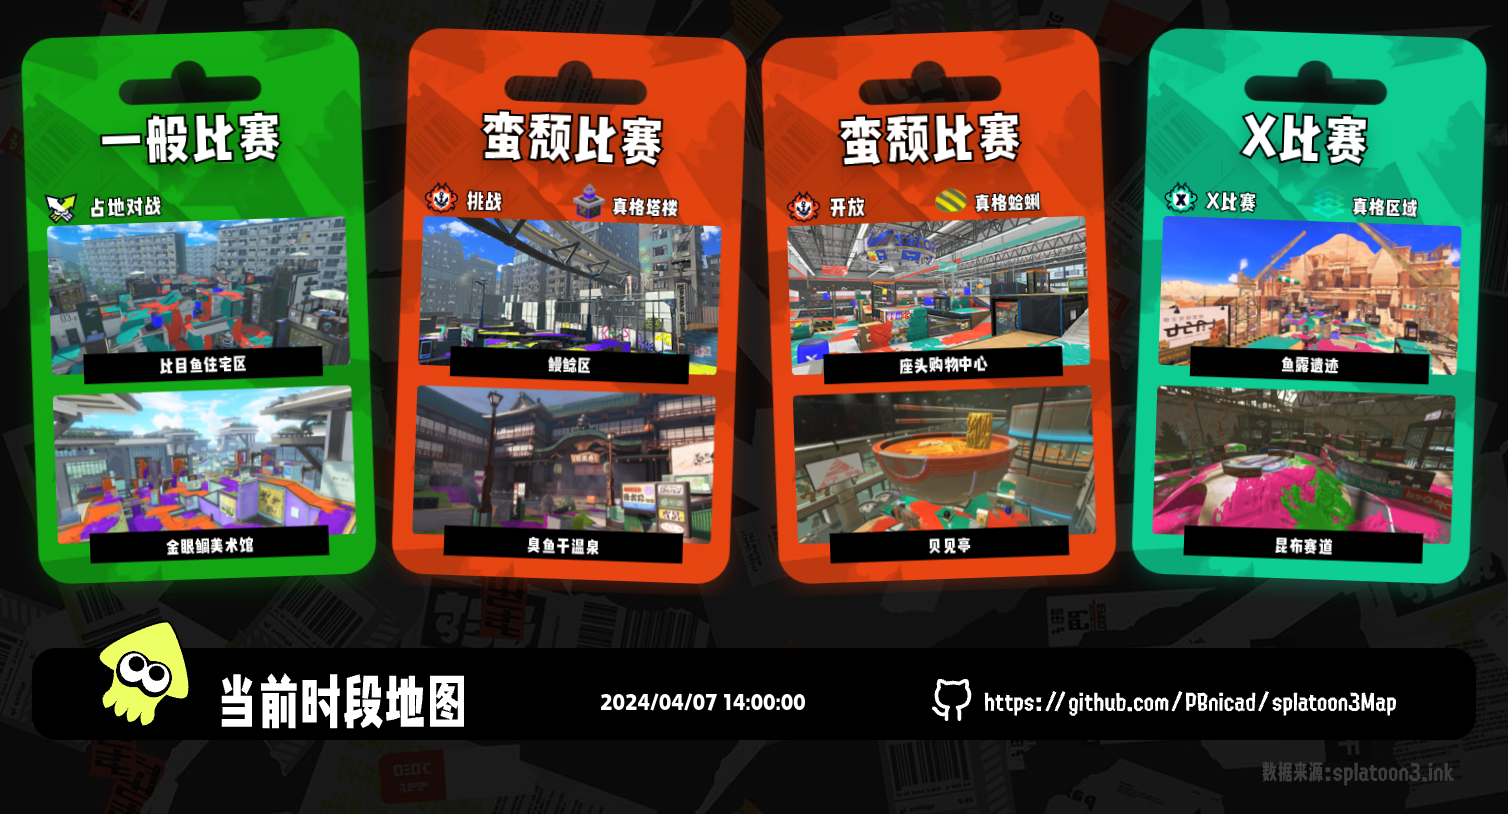 一般比赛
占地对战
比目鱼住宅区
金眼鲷美术馆
蛮颓比赛
挑战
真格塔楼
鳗鲶区
臭鱼干温泉
蛮颓比赛
开放
真格蛤蜊
座头购物中心
贝见亭
X比赛
X比赛
真格区域
鱼露遗迹
昆布赛道
当前时段地图
2024/04/07 14:00:00
https://github.com/PBnicad/splatoon3Map
数据来源:splatoon3.ink